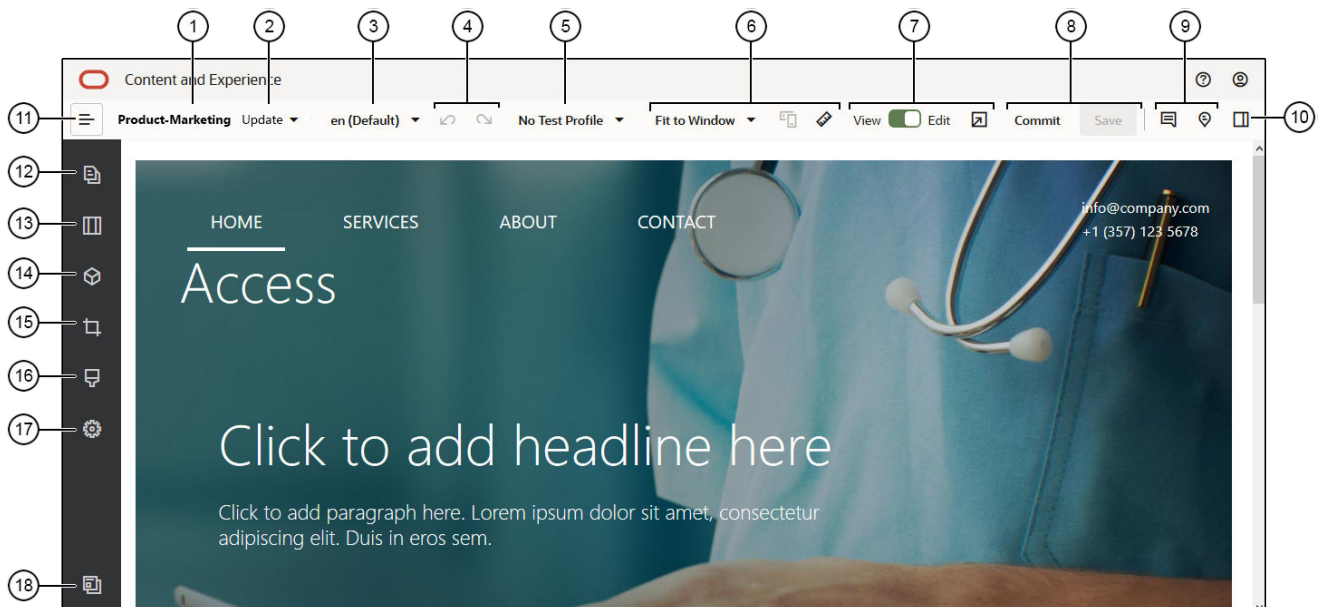 1 2 3 4 5 6 7 8 9
Content and Experience
11 Product-Marketing Update en (Default) No Test Profile Fit to Window View Edit Commit Save 10
12
HOME SERVICES ABOUT CONTACT info@company.com
13 +1 (357) 123 5678
Access
14
15
16
17
Click to add headline here
Click to add paragraph here. Lorem ipsum dolor sit amet, consectetur
adipiscing elit. Duis in eros sem.
18